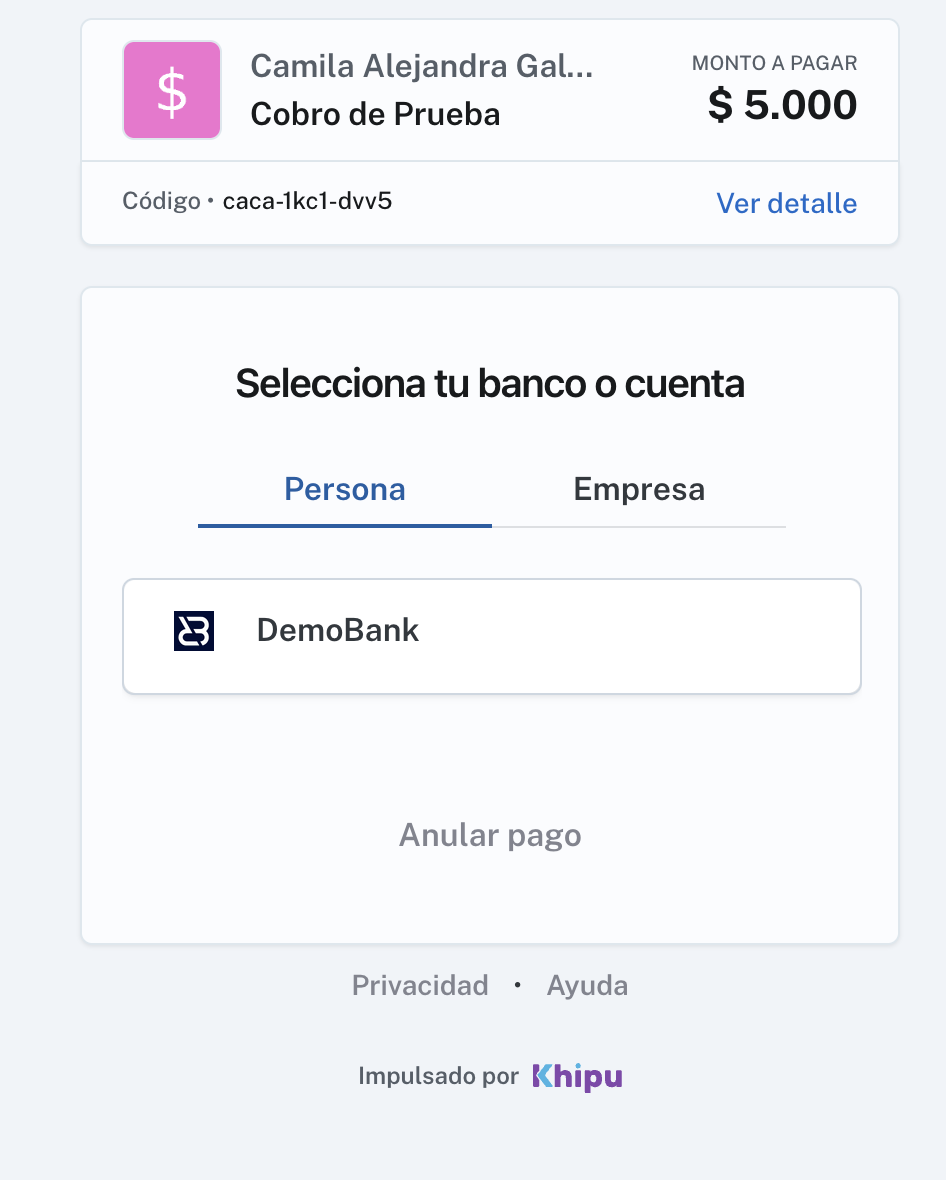 $
Camila Alejandra Gal...
Cobro de Prueba
MONTO A PAGAR
$ 5.000
Código • caca-1kc1-dvv5
Ver detalle
Selecciona tu banco o cuenta
Persona
Empresa
DemoBank
Anular pago
Privacidad • Ayuda
Impulsado por Khipu